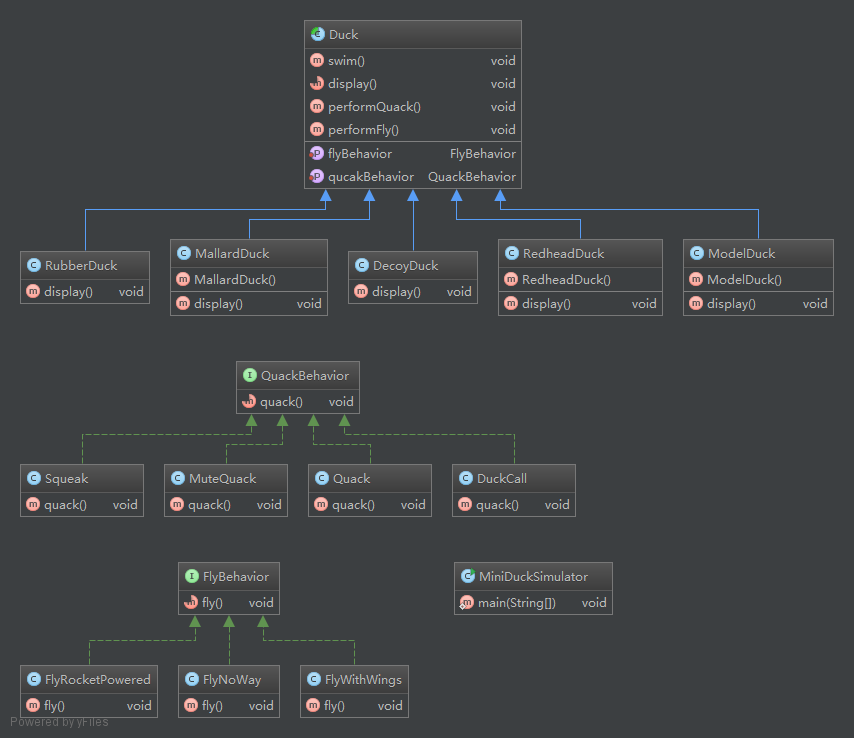 Duck
swim() void
display() void
performQuack() void
performFly() void
flyBehavior FlyBehavior
qucakBehavior QuackBehavior
RubberDuck
display() void
MallardDuck
MallardDuck()
display() void
DecoyDuck
display() void
RedheadDuck
RedheadDuck()
display() void
ModelDuck
ModelDuck()
display() void
QuackBehavior
quack() void
Squeak
quack() void
MuteQuack
quack() void
Quack
quack() void
DuckCall
quack() void
FlyBehavior
fly() void
MiniDuckSimulator
main(String[]) void
FlyRocketPowered
fly() void
FlyNoWay
fly() void
FlyWithWings
fly() void
Powered by yFiles